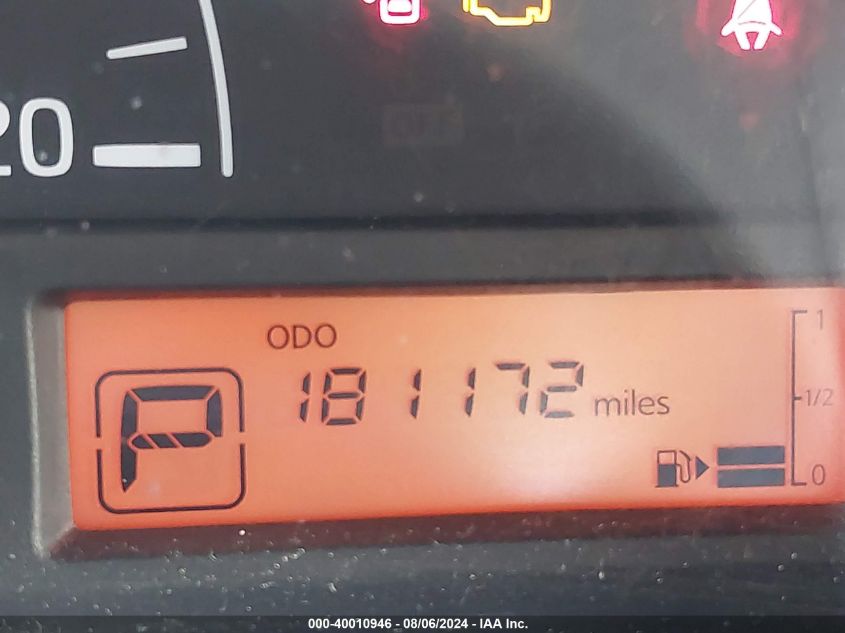 20
ODO
181172 miles
P
1
1/2
0
000-40010946 - 08/06/2024 - IAA Inc.